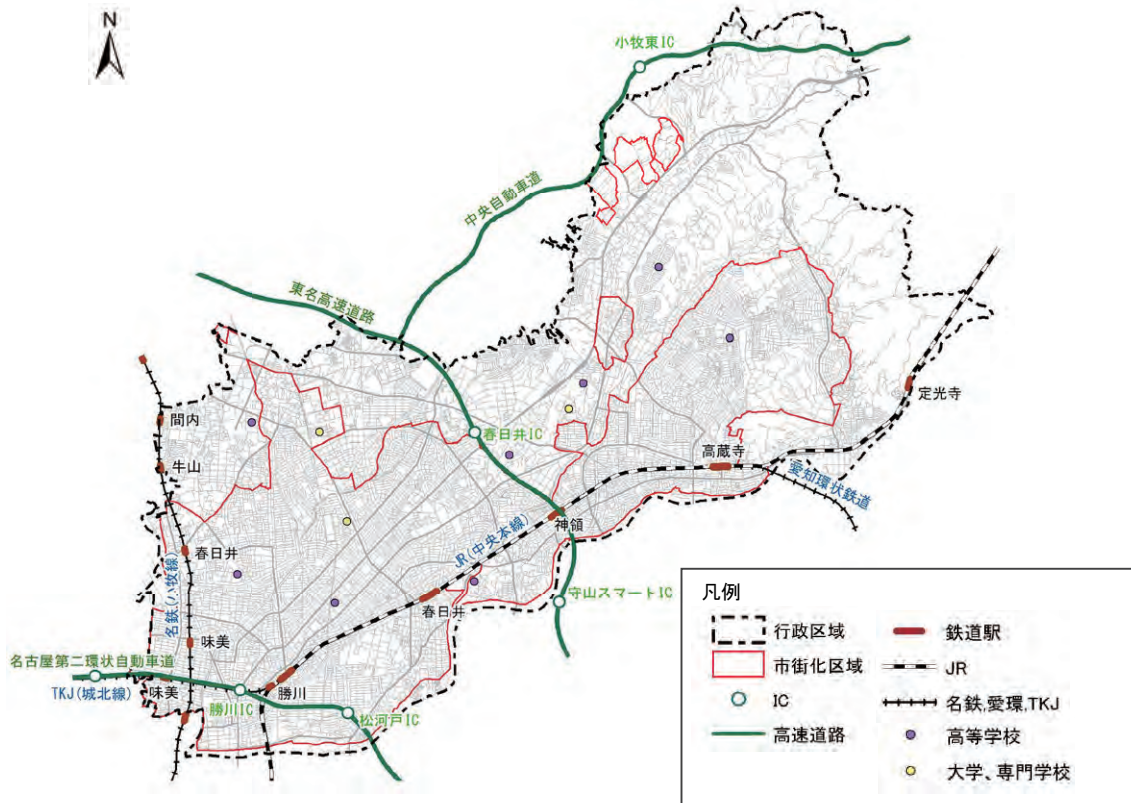 N
小牧東IC
中央自動車道
東名高速道路
間内
牛山
春日井IC
定光寺
高蔵寺
愛知環状鉄道
神領
JR(中央本線)
春日井
名鉄(小牧線)
春日井
守山スマートIC
味美
名古屋第二環状自動車道
TKJ(城北線)
味美
勝川
勝川IC
松河戸IC
凡例
行政区域
市街化区域
IC
高速道路
鉄道駅
JR
名鉄,愛環,TKJ
高等学校
大学、専門学校